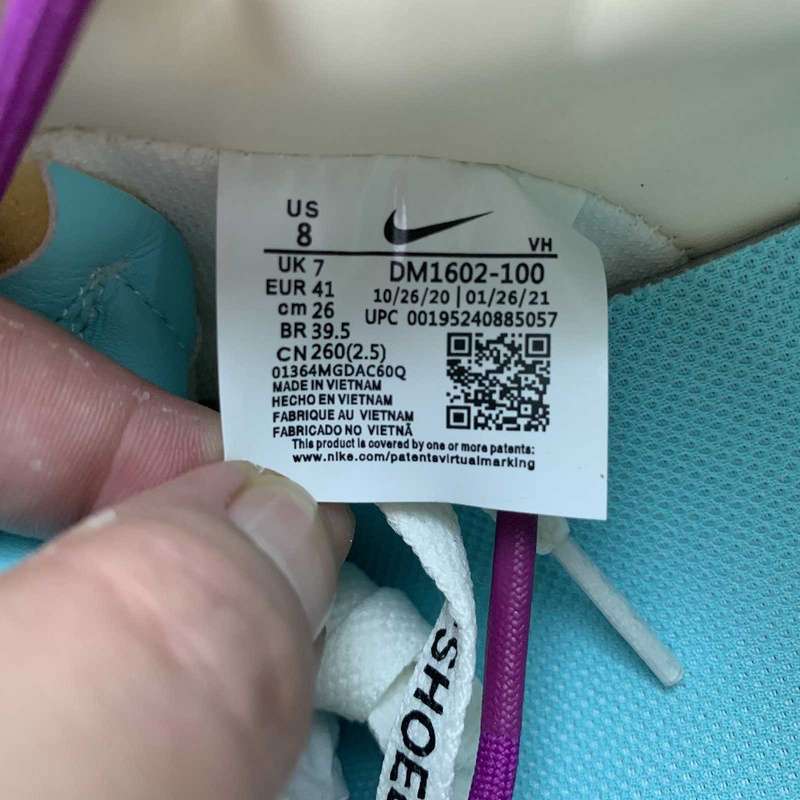 US
8
VH
UK 7
DM1602-100
EUR 41
10/26/20 | 01/26/21
cm 26
UPC 00195240885057
BR 39.5
CN 260(2.5)
01364MGDAC60Q
MADE IN VIETNAM
HECHO EN VIETNAM
FABRIQUE AU VIETNAM
FABRICADO NO VIETNÃ
This product is covered by one or more patents:
www.nike.com/patentsvirtualmarking
"SHOE